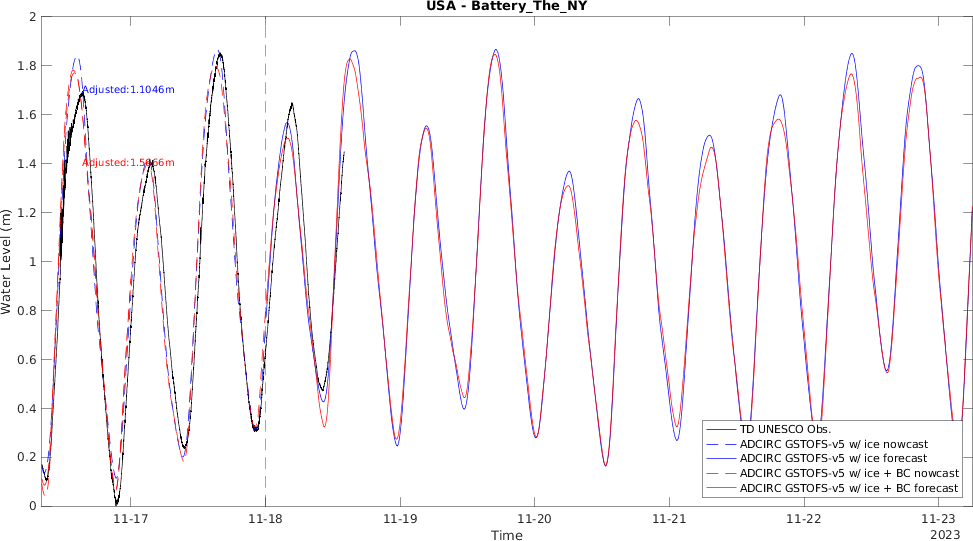 USA - Battery_The_NY
2
1.8
Adjusted:1.1046m
1.6
1.4
1.2
1
0.8
0.6
0.4
0.2
0
Water Level (m)
TD UNESCO Obs.
ADCIRC GSTOFS-v5 w/ ice nowcast
ADCIRC GSTOFS-v5 w/ ice forecast
ADCIRC GSTOFS-v5 w/ ice + BC nowcast
ADCIRC GSTOFS-v5 w/ ice + BC forecast
11-17 11-18 11-19 11-20 11-21 11-22 11-23
Time 2023